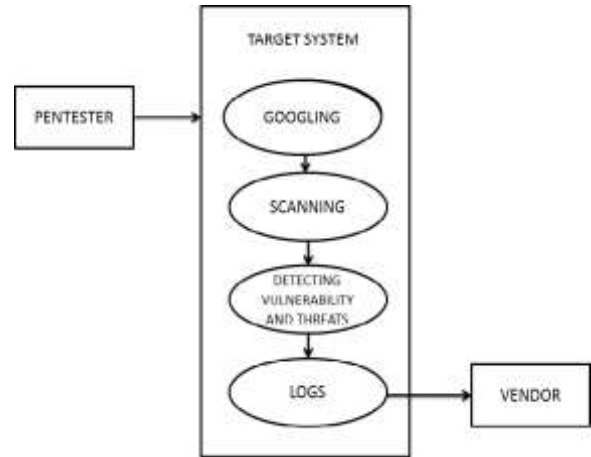 TARGET SYSTEM
PENTESTER
GOOGLING
SCANNING
DETECTING
VULNERABILITY
AND THREATS
LOGS
VENDOR